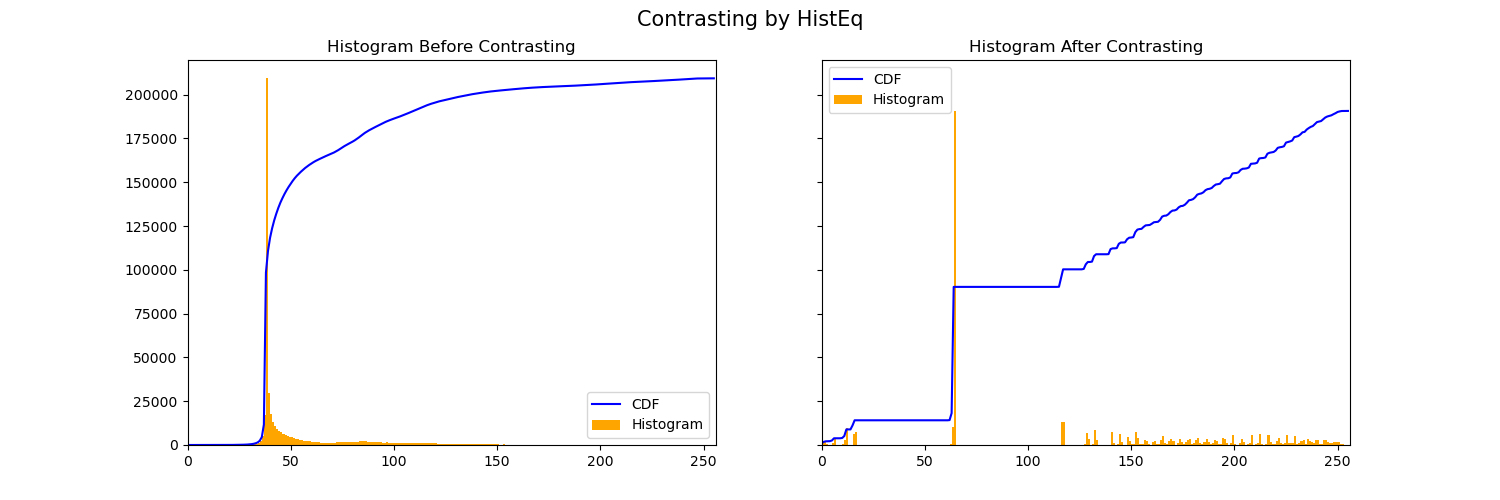 Contrasting by HistEq
Histogram Before Contrasting
200000
175000
150000
125000
100000
75000
50000
25000
0
CDF
Histogram
0 50 100 150 200 250
Histogram After Contrasting
CDF
Histogram
0 50 100 150 200 250